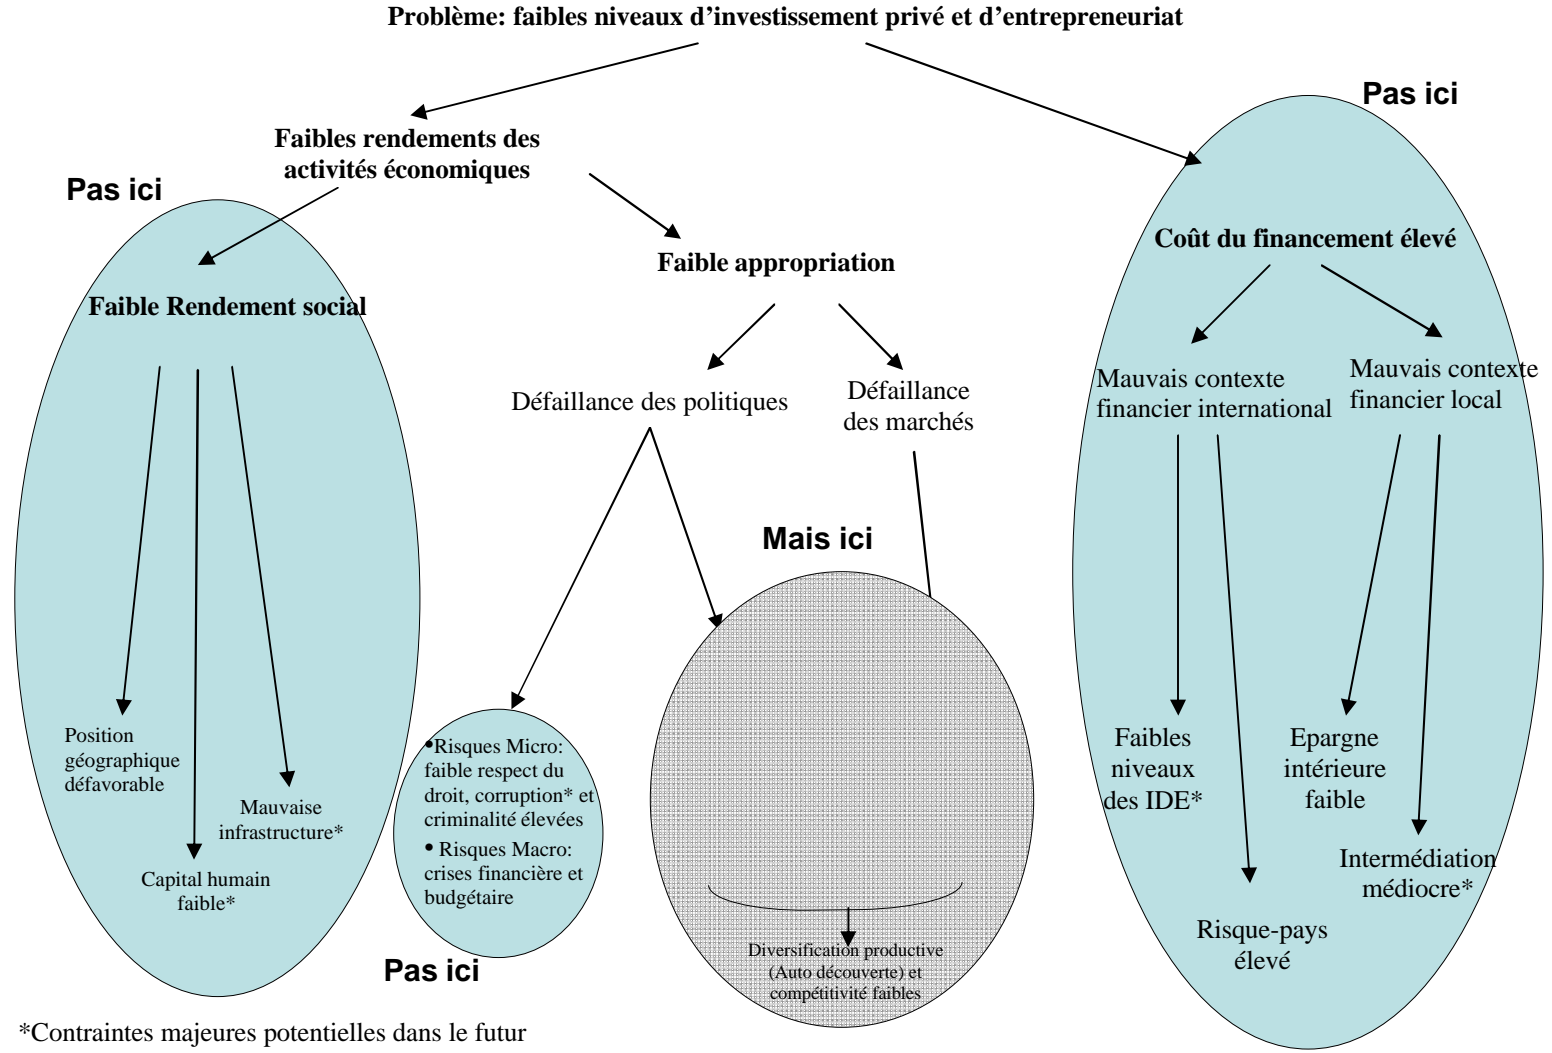 Problème: faibles niveaux d’investissement privé et d’entrepreneuriat
Pas ici
Faibles rendements des
activités économiques
Pas ici
Coût du financement élevé
Faible appropriation
Faible Rendement social
Mauvais contexte
financier international
Mauvais contexte
financier local
Défaillance des politiques
Défaillance
des marchés
Mais ici
Position
géographique
défavorable
Mauvaise
infrastructure*
Capital humain
faible*
•Risques Micro:
faible respect du
droit, corruption* et
criminalité élevées
• Risques Macro:
crises financière et
budgétaire
Pas ici
Diversification productive
(Auto découverte) et
compétitivité faibles
Faibles
niveaux
des IDE*
Epargne
intérieure
faible
Intermédiation
médiocre*
Risque-pays
élevé
*Contraintes majeures potentielles dans le futur